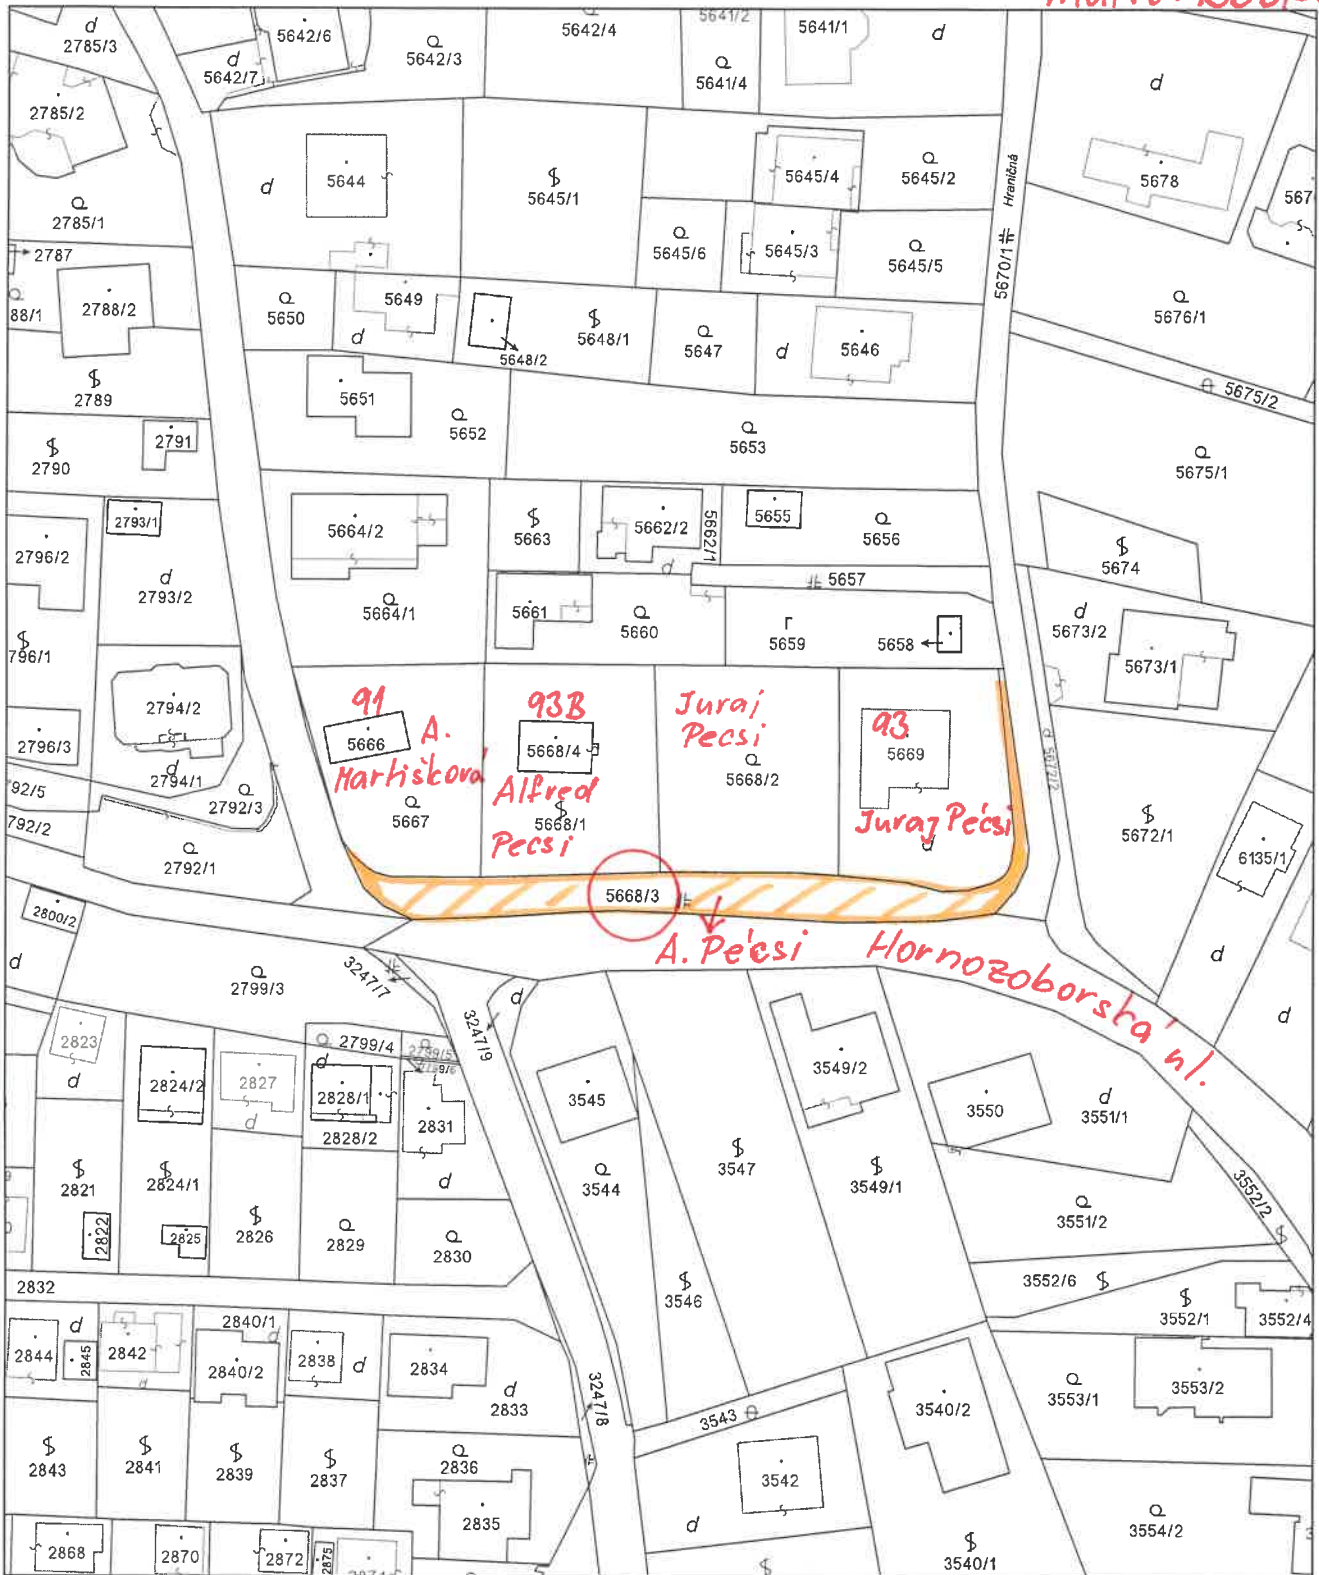 d
2785/3
5642/6
Q
5642/3
5642/4
5641/2
5641/1
d
d
5642/7
Q
5641/4
2785/2
d
5644
$
5645/1
5645/4
Q
5645/2
d
5678
Q
2785/1
Q
5645/6
5645/3
Q
5645/5
5670/1 Hraničná
2787
88/1
2788/2
Q
5650
5649
d
5648/2
$
5648/1
Q
5647
d
5646
Q
5676/1
$
2789
5651
Q
5652
Q
5653
5675/2
$
2790
2791
Q
5675/1
2793/1
2796/2
5664/2
$
5663
5662/2
5662/1
5655
Q
5656
$
5674
d
2793/2
d
5657
Q
5664/1
5661
Q
5660
r
5659
5658
d
5673/2
5673/1
$
796/1
2794/2
2796/3
d
2794/1
91
5666
A.
Martišková
Q
5667
93B
5668/4
Alfred
$
5668/1
Pecsi
Juraj
Pecsi
Q
5668/2
93
5669
Juraj Pécsi
d
d 5672/2
$
5672/1
6135/1
92/5
Q
2792/3
792/2
Q
2792/1
5668/3
A. Pécsi
Hornozoborská ul.
2800/2
d
Q
2799/3
3247/7
3247/9
d
d
d
2823
d
2824/2
2827
d
Q 2799/4
d
2828/1
2828/2
Q
2799/5
2831
d
3545
3549/2
3550
d
3551/1
$
2821
2822
$
2824/1
2825
$
2826
Q
2829
Q
2830
Q
3544
$
3547
$
3549/1
Q
3551/2
3552/2
$
2832
$
3546
3552/6 $
$
3552/1
3552/4
2844
d
2845
2842
d
2840/1
d
2840/2
2838
d
2834
d
2833
3247/8
3543
3540/2
Q
3553/1
3553/2
$
2843
$
2841
$
2839
$
2837
Q
2836
2835
3542
d
Q
3554/2
2868
2870
2872
2875
$
$
3540/1